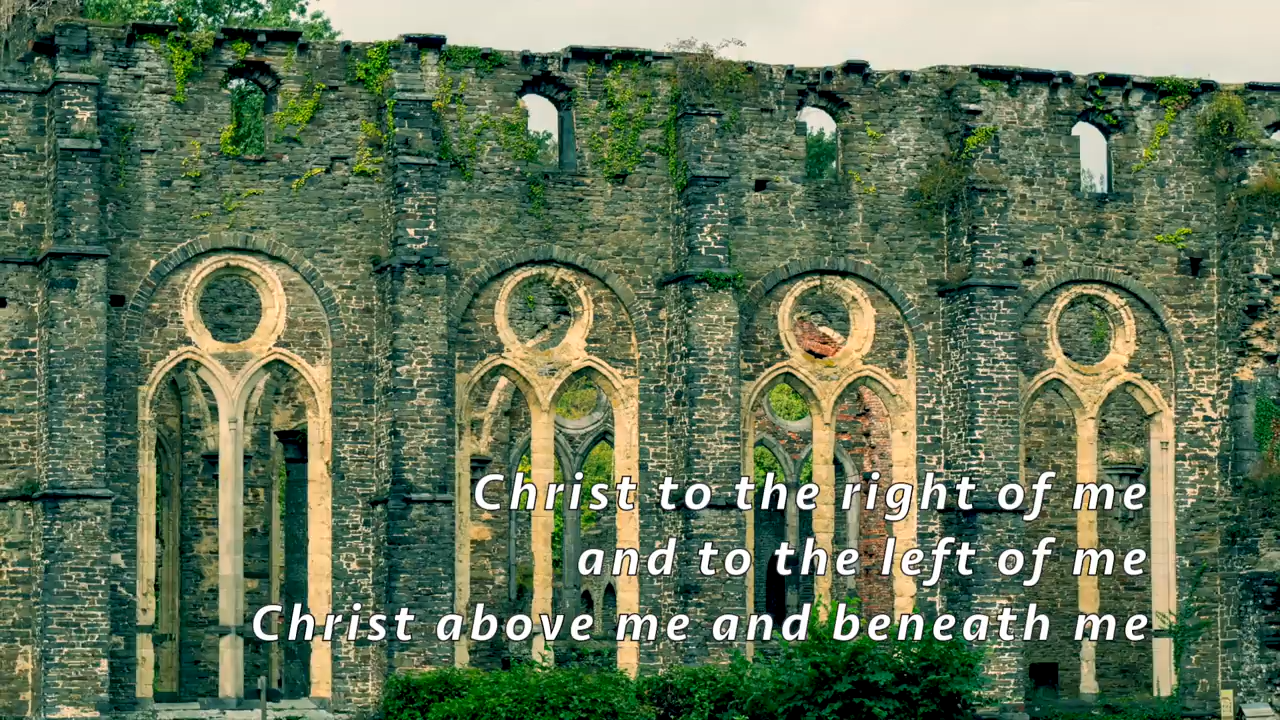 Christ to the right of me
and to the left of me
Christ above me and beneath me